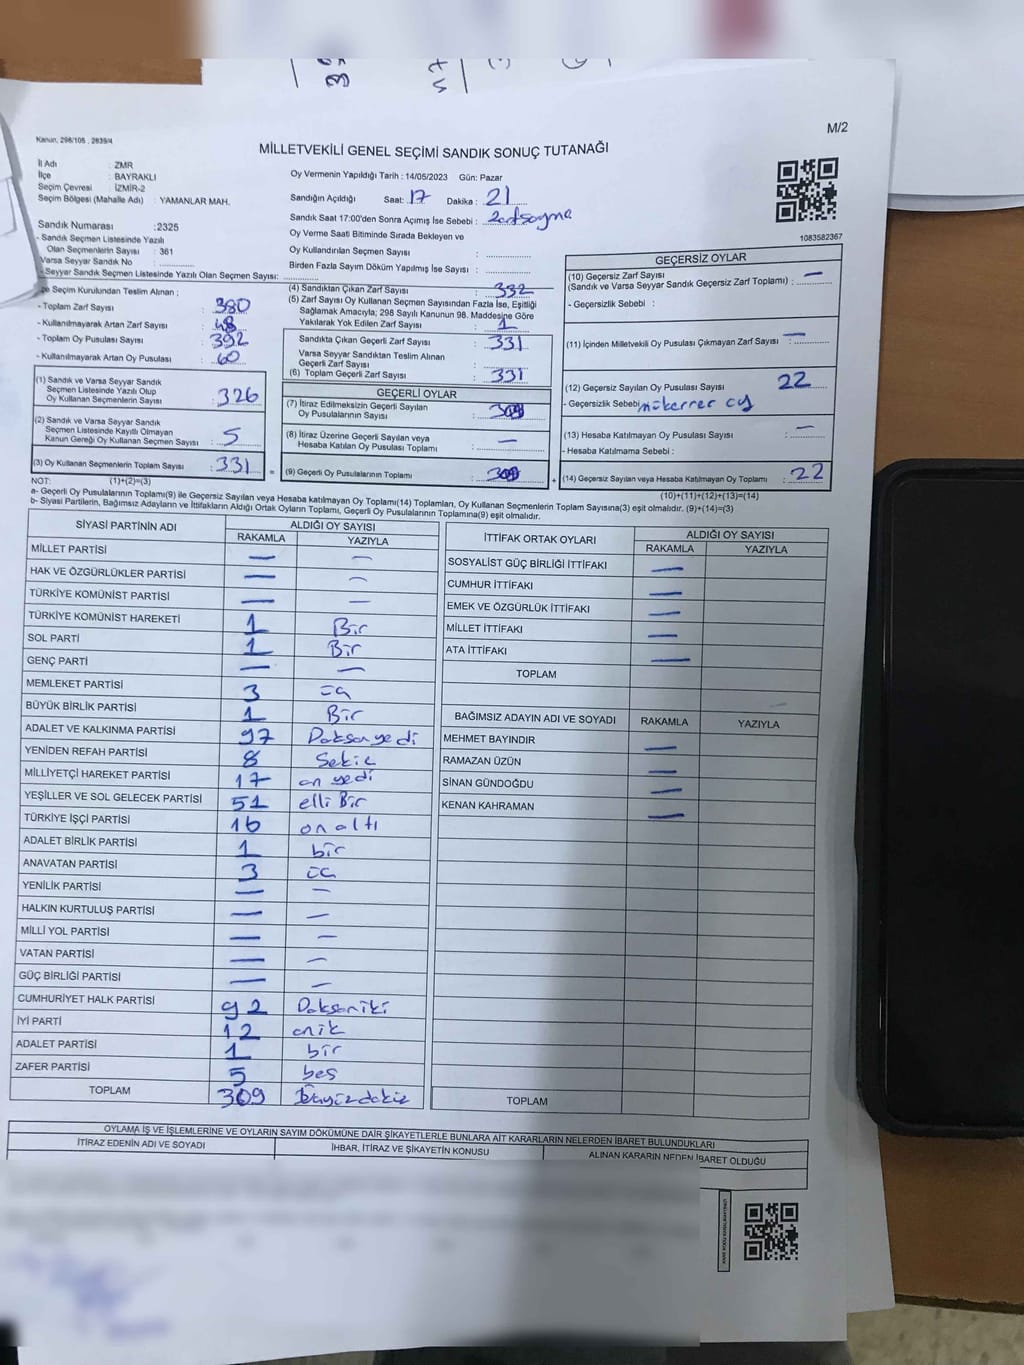 M/2
Kanun, 298/105 , 2839/4
MİLLETVEKİLİ GENEL SEÇİMİ SANDIK SONUÇ TUTANAĞI
İl Adı : ZMR
İlçe : BAYRAKLI
Seçim Çevresi : İZMİR-2
Seçim Bölgesi (Mahalle Adı) : YAMANLAR MAH.
Sandık Numarası :2325
- Sandık Seçmen Listesinde Yazılı
Olan Seçmenlerin Sayısı : 361
Varsa Seyyar Sandık No :
- Seyyar Sandık Seçmen Listesinde Yazılı Olan Seçmen Sayısı:
Oy Vermenin Yapıldığı Tarih : 14/05/2023 Gün: Pazar
Sandığın Açıldığı Saat: 17 Dakika : 21
Sandık Saat 17:00'den Sonra Açımış İse Sebebi :
Oy Verme Saati Bitiminde Sırada Bekleyen ve
Oy Kullandırılan Seçmen Sayısı :
Birden Fazla Sayım Döküm Yapılmış İse Sayısı :
1083582367
Seçim Kurulundan Teslim Alınan ;
- Toplam Zarf Sayısı : 380
- Kullanılmayarak Artan Zarf Sayısı : 48
- Toplam Oy Pusulası Sayısı : 392
- Kullanılmayarak Artan Oy Pusulası : 60
(1) Sandık ve Varsa Seyyar Sandık
Seçmen Listesinde Yazılı Olup
Oy Kullanan Seçmenlerin Sayısı : 326
(2) Sandık ve Varsa Seyyar Sandık
Seçmen Listesinde Kayıtlı Olmayan
Kanun Gereği Oy Kullanan Seçmen Sayısı : 5
(3) Oy Kullanan Seçmenlerin Toplam Sayısı : 331
(4) Sandıktan Çıkan Zarf Sayısı : 332
(5) Zarf Sayısı Oy Kullanan Seçmen Sayısından Fazla İse, Eşitliği
Sağlamak Amacıyla; 298 Sayılı Kanunun 98. Maddesine Göre
Yakılarak Yok Edilen Zarf Sayısı : 1
Sandıkta Çıkan Geçerli Zarf Sayısı : 331
Varsa Seyyar Sandıktan Teslim Alınan
Geçerli Zarf Sayısı :
(6) Toplam Geçerli Zarf Sayısı : 331
GEÇERLİ OYLAR
(7) İtiraz Edilmeksizin Geçerli Sayılan
Oy Pusulalarının Sayısı : 309
(8) İtiraz Üzerine Geçerli Sayılan veya
Hesaba Katılan Oy Pusulası Toplamı : —
= (9) Geçerli Oy Pusulalarının Toplamı : 309
GEÇERSİZ OYLAR
(10) Geçersiz Zarf Sayısı —
(Sandık ve Varsa Seyyar Sandık Geçersiz Zarf Toplamı) :
- Geçersizlik Sebebi :
(11) İçinden Milletvekili Oy Pusulası Çıkmayan Zarf Sayısı : —
(12) Geçersiz Sayılan Oy Pusulası Sayısı : 22
- Geçersizlik Sebebi mükerrer oy
(13) Hesaba Katılmayan Oy Pusulası Sayısı : —
- Hesaba Katılmama Sebebi :
+ (14) Geçersiz Sayılan veya Hesaba Katılmayan Oy Toplamı : 22
NOT: (1)+(2)=(3) (10)+(11)+(12)+(13)=(14)
a- Geçerli Oy Pusulaları Toplamı(9) ile Geçersiz Sayılan veya Hesaba katılmayan Oy Toplamı(14) Toplamları, Oy Kullanan Seçmenlerin Toplam Sayısına(3) eşit olmalıdır. (9)+(14)=(3)
b- Siyasi Partilerin, Bağımsız Adayların ve İttifakların Aldığı Ortak Oyların Toplamı, Geçerli Oy Pusulalarının Toplamına(9) eşit olmalıdır.
SİYASİ PARTİNİN ADI ALDIĞI OY SAYISI
RAKAMLA YAZIYLA
MİLLET PARTİSİ — —
HAK VE ÖZGÜRLÜKLER PARTİSİ — —
TÜRKİYE KOMÜNİST PARTİSİ — —
TÜRKİYE KOMÜNİST HAREKETİ 1 Bir
SOL PARTİ 1 Bir
GENÇ PARTİ — —
MEMLEKET PARTİSİ 3 üç
BÜYÜK BİRLİK PARTİSİ 1 Bir
ADALET VE KALKINMA PARTİSİ 97 Doksanyedi
YENİDEN REFAH PARTİSİ 8 Sekiz
MİLLİYETÇİ HAREKET PARTİSİ 17 on yedi
YEŞİLLER VE SOL GELECEK PARTİSİ 51 elli Bir
TÜRKİYE İŞÇİ PARTİSİ 16 on altı
ADALET BİRLİK PARTİSİ 1 bir
ANAVATAN PARTİSİ 3 üç
YENİLİK PARTİSİ — —
HALKIN KURTULUŞ PARTİSİ — —
MİLLİ YOL PARTİSİ — —
VATAN PARTİSİ — —
GÜÇ BİRLİĞİ PARTİSİ — —
CUMHURİYET HALK PARTİSİ 92 Doksaniki
İYİ PARTİ 12 onik
ADALET PARTİSİ 1 bir
ZAFER PARTİSİ 5 beş
TOPLAM 309
İTTİFAK ORTAK OYLARI ALDIĞI OY SAYISI
RAKAMLA YAZIYLA
SOSYALİST GÜÇ BİRLİĞİ İTTİFAKI —
CUMHUR İTTİFAKI —
EMEK VE ÖZGÜRLÜK İTTİFAKI —
MİLLET İTTİFAKI —
ATA İTTİFAKI —
TOPLAM
BAĞIMSIZ ADAYIN ADI VE SOYADI RAKAMLA YAZIYLA
MEHMET BAYINDIR —
RAMAZAN ÜZÜN —
SİNAN GÜNDOĞDU —
KENAN KAHRAMAN —
TOPLAM
OYLAMA İŞ VE İŞLEMLERİNE VE OYLARIN SAYIM DÖKÜMÜNE DAİR ŞİKAYETLERLE BUNLARA AİT KARARLARIN NELERDEN İBARET BULUNDUKLARI
İTİRAZ EDENİN ADI VE SOYADI İHBAR, İTİRAZ VE ŞİKAYETİN KONUSU ALINAN KARARIN NEDEN İBARET OLDUĞU